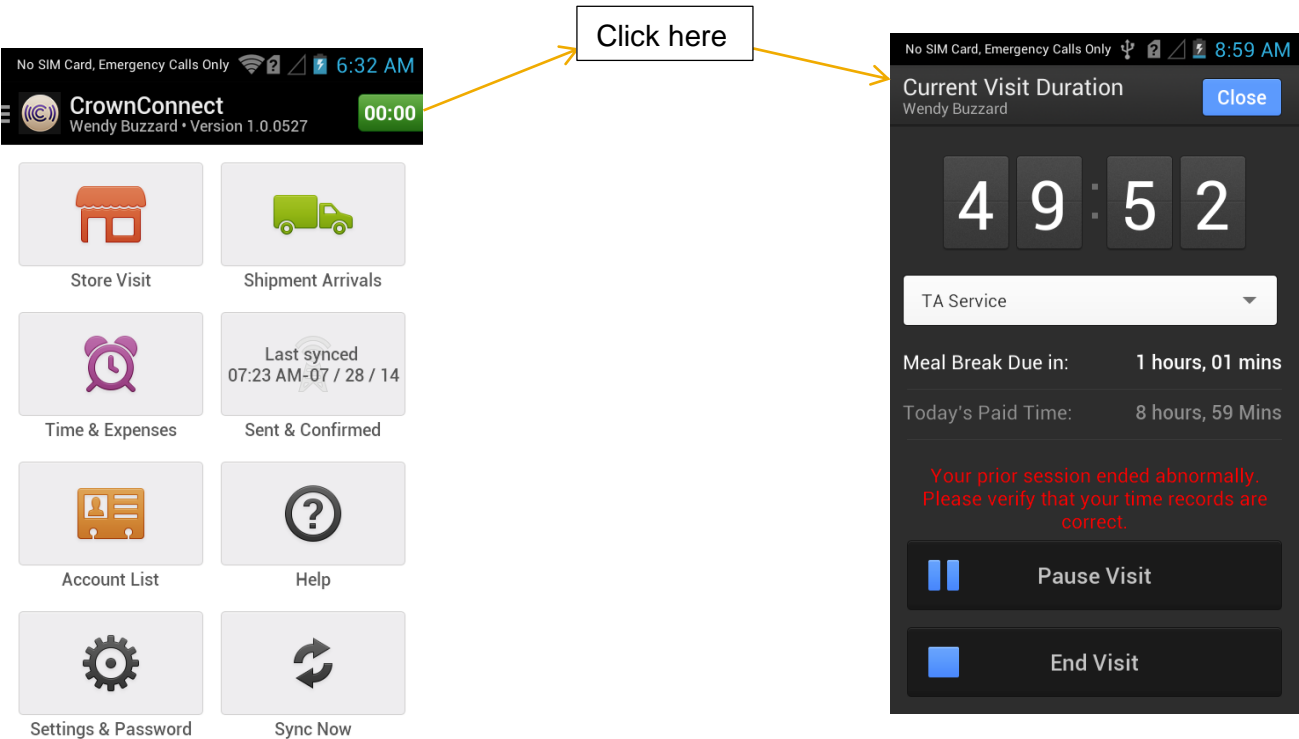 Click here
No SIM Card, Emergency Calls Only 6:32 AM
CrownConnect
Wendy Buzzard • Version 1.0.0527
00:00
Store Visit
Shipment Arrivals
Last synced
07:23 AM-07 / 28 / 14
Time & Expenses
Sent & Confirmed
Account List
Help
Settings & Password
Sync Now
No SIM Card, Emergency Calls Only 8:59 AM
Current Visit Duration
Wendy Buzzard
Close
49:52
TA Service
Meal Break Due in: 1 hours, 01 mins
Today's Paid Time: 8 hours, 59 Mins
Your prior session ended abnormally.
Please verify that your time records are
correct.
Pause Visit
End Visit